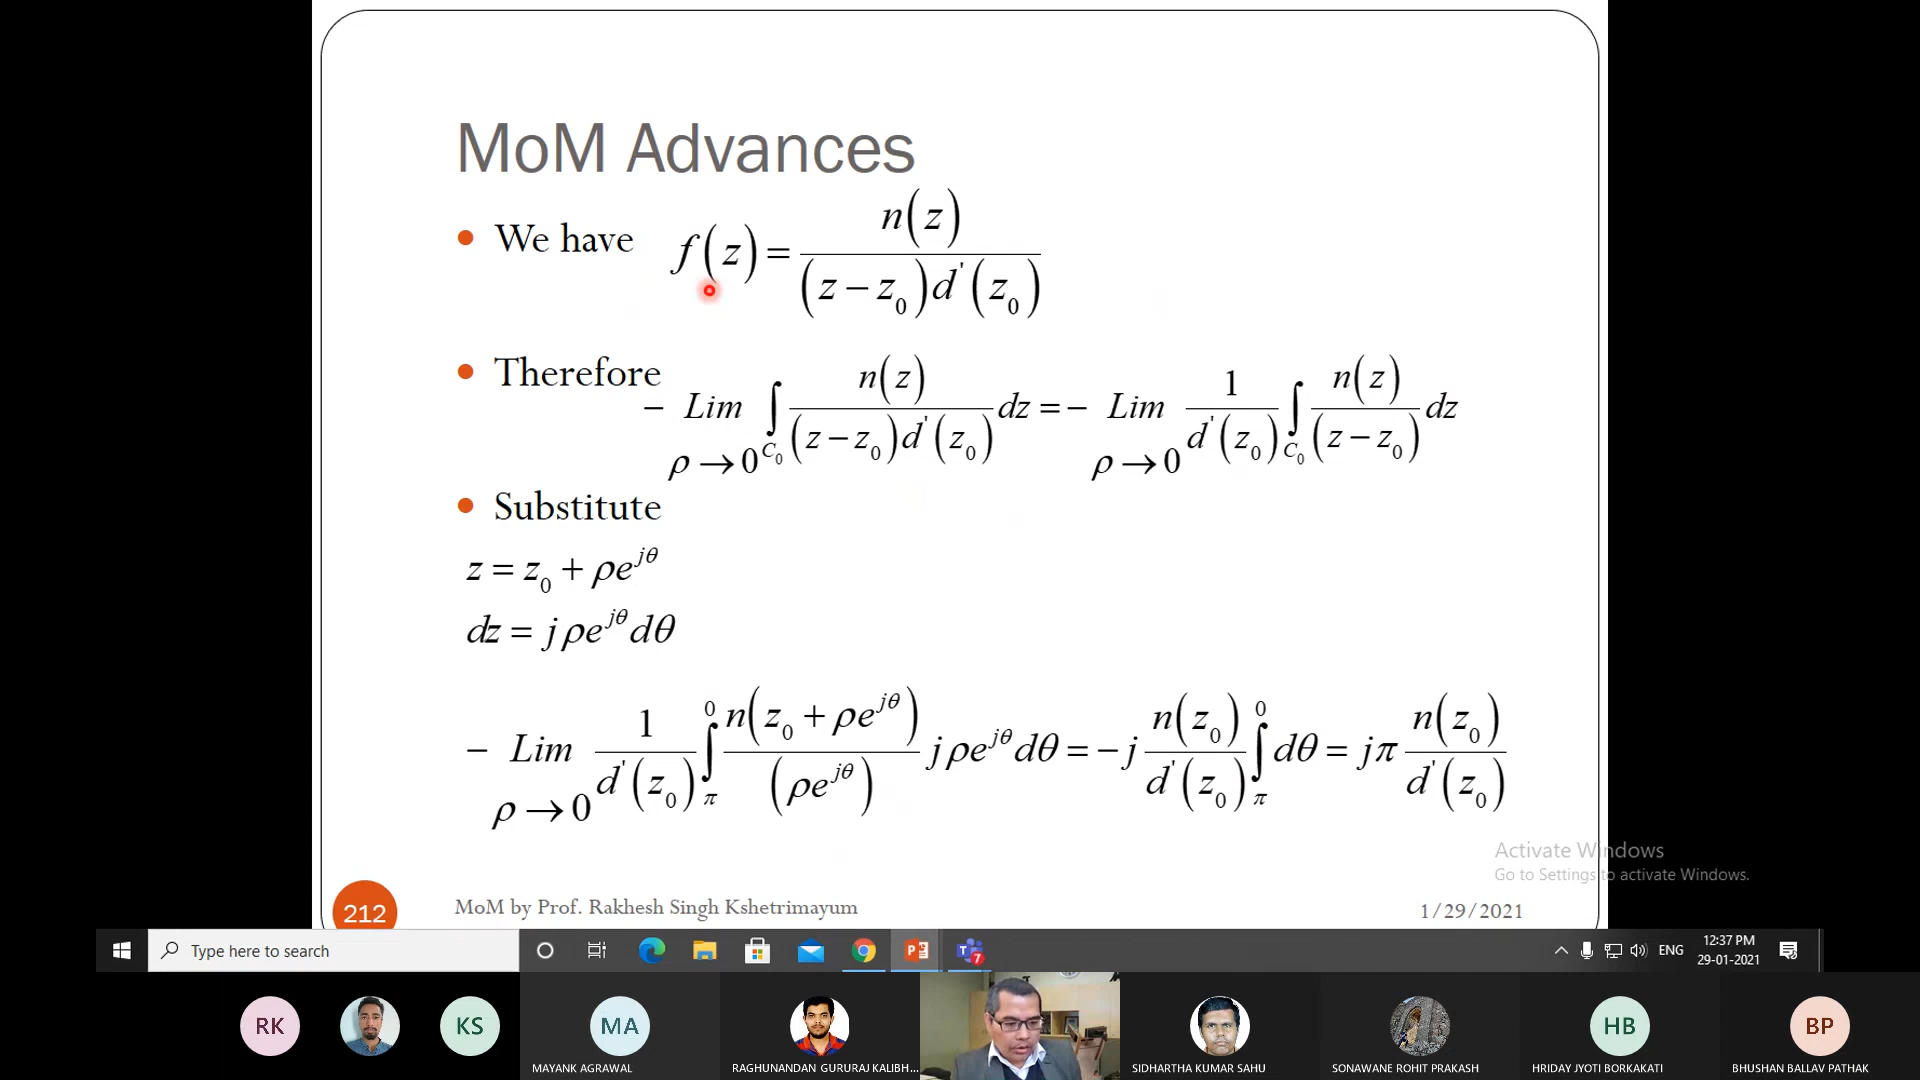 MoM Advances
• We have f(z) = n(z) / (z − z₀)d'(z₀)
• Therefore
− Lim ρ→0 ∫C₀ n(z) / (z − z₀)d'(z₀) dz = − Lim ρ→0 1 / d'(z₀) ∫C₀ n(z) / (z − z₀) dz
• Substitute
z = z₀ + ρe^{jθ}
dz = jρe^{jθ}dθ
− Lim ρ→0 1 / d'(z₀) ∫_π^0 n(z₀ + ρe^{jθ}) / (ρe^{jθ}) jρe^{jθ}dθ = −j n(z₀) / d'(z₀) ∫_π^0 dθ = jπ n(z₀) / d'(z₀)
Activate Windows
Go to Settings to activate Windows.
212 MoM by Prof. Rakhesh Singh Kshetrimayum 1/29/2021
Type here to search
7
ENG
12:37 PM
29-01-2021
RK KS MA HB BP
MAYANK AGRAWAL RAGHUNANDAN GURURAJ KALIBH... SIDHARTHA KUMAR SAHU SONAWANE ROHIT PRAKASH HRIDAY JYOTI BORKAKATI BHUSHAN BALLAV PATHAK